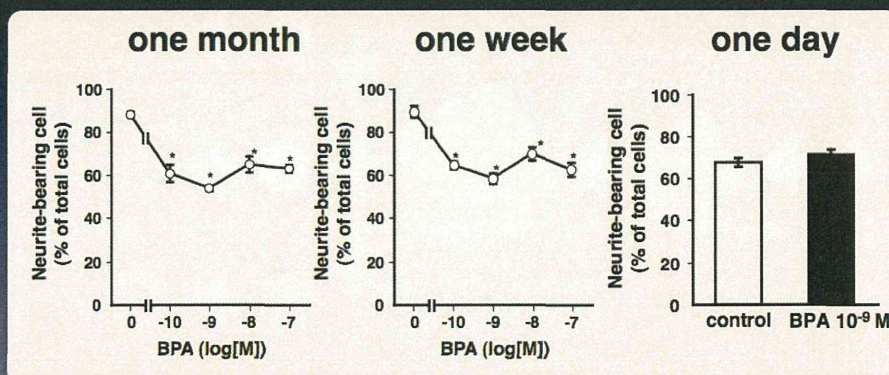 one month
one week
one day
Neurite-bearing cell
(% of total cells)
100
80
60
40
20
0
*
*
*
*
0
-10
-9
-8
-7
BPA (log[M])
Neurite-bearing cell
(% of total cells)
100
80
60
40
20
0
*
*
*
*
0
-10
-9
-8
-7
BPA (log[M])
Neurite-bearing cell
(% of total cells)
100
80
60
40
20
0
control
BPA 10⁻⁹ M